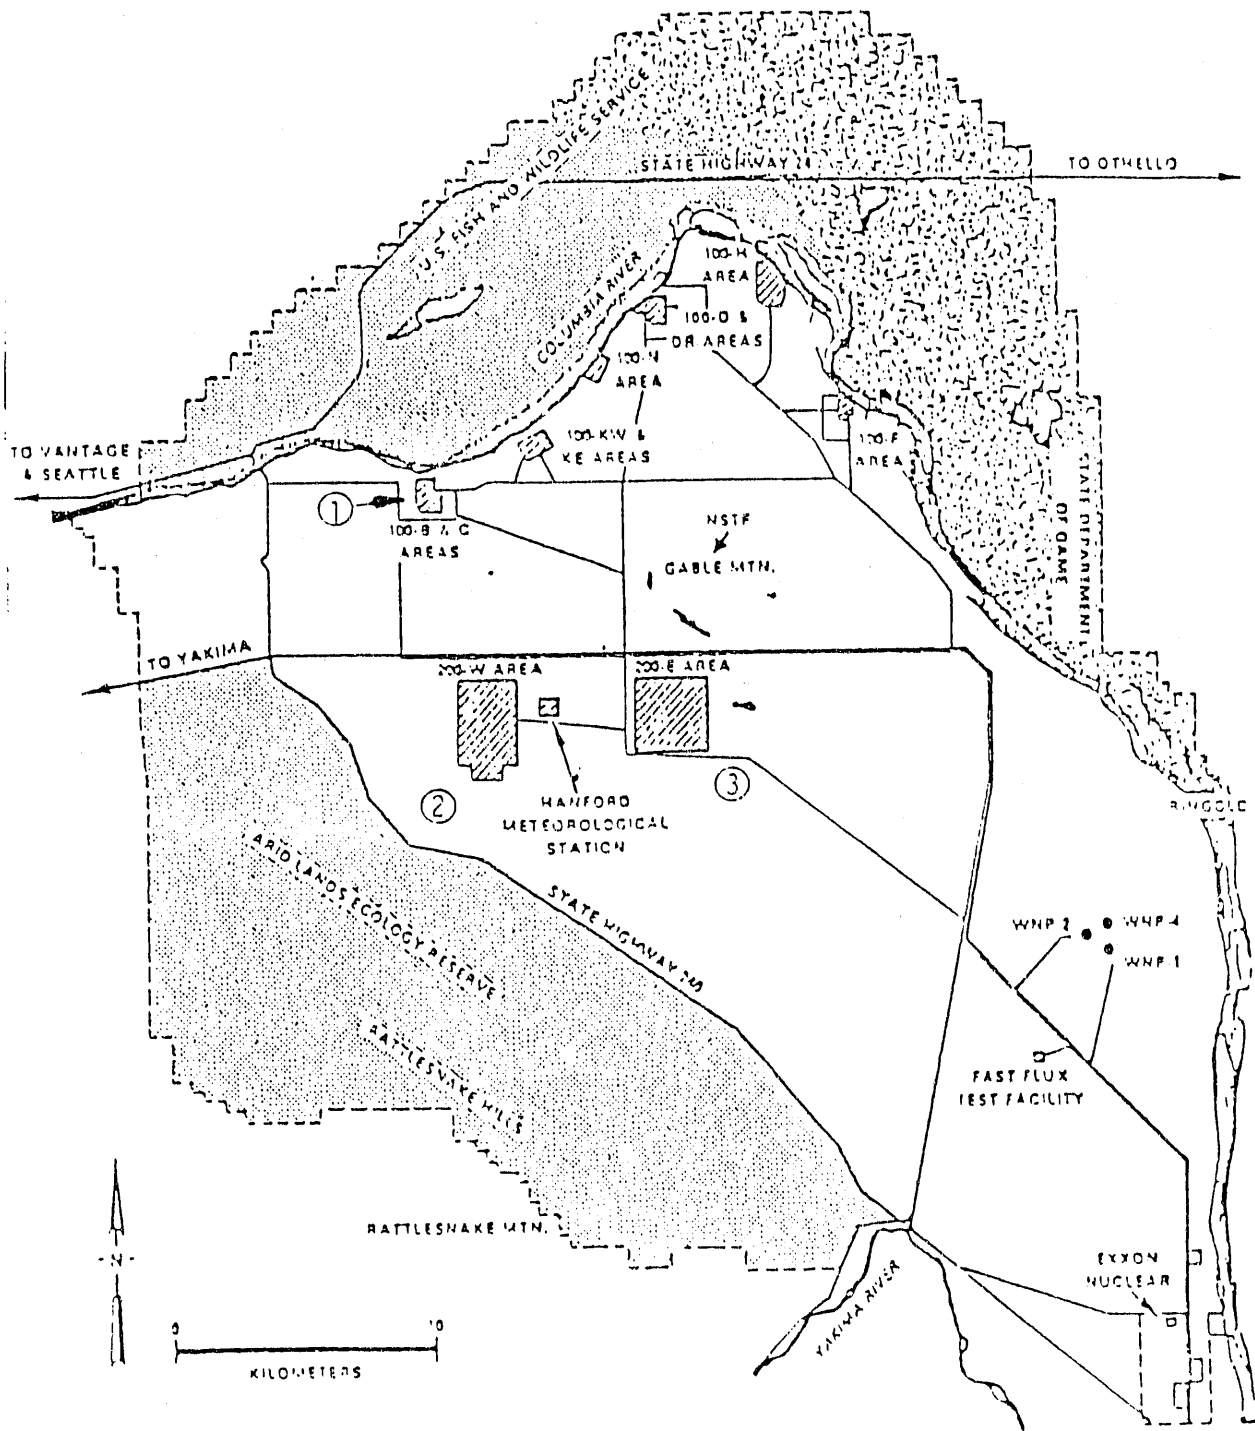 U.S. FISH AND WILDLIFE SERVICE
STATE HIGHWAY 24
TO OTHELLO
COLUMBIA RIVER
100-H
AREA
100-D &
DR AREAS
100-N
AREA
100-KW &
KE AREAS
100-F
AREA
TO VANTAGE
& SEATTLE
1
100-B & C
AREAS
NSTF
GABLE MTN.
STATE DEPARTMENT
OF GAME
TO YAKIMA
200-W AREA
200-E AREA
2
3
HANFORD
METEOROLOGICAL
STATION
RINGOLD
ARID LANDS ECOLOGY RESERVE
STATE HIGHWAY 240
WNP-2
WNP-4
WNP-1
RATTLESNAKE HILLS
FAST FLUX
TEST FACILITY
RATTLESNAKE MTN.
N
EXXON
NUCLEAR
YAKIMA RIVER
0 10
KILOMETERS